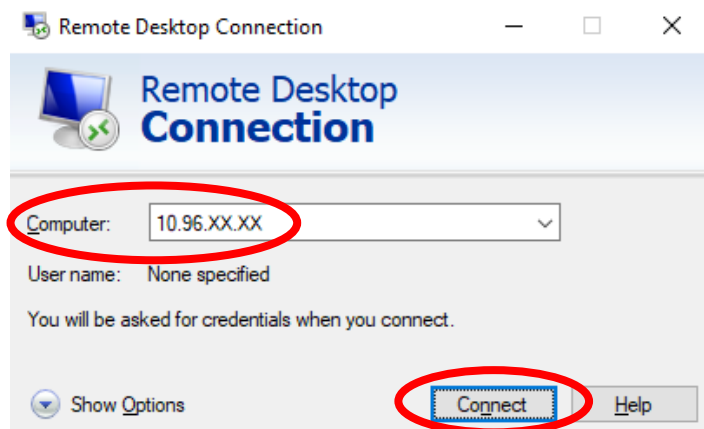 Remote Desktop Connection
Remote Desktop
Connection
Computer: 10.96.XX.XX
User name: None specified
You will be asked for credentials when you connect.
Show Options Connect Help